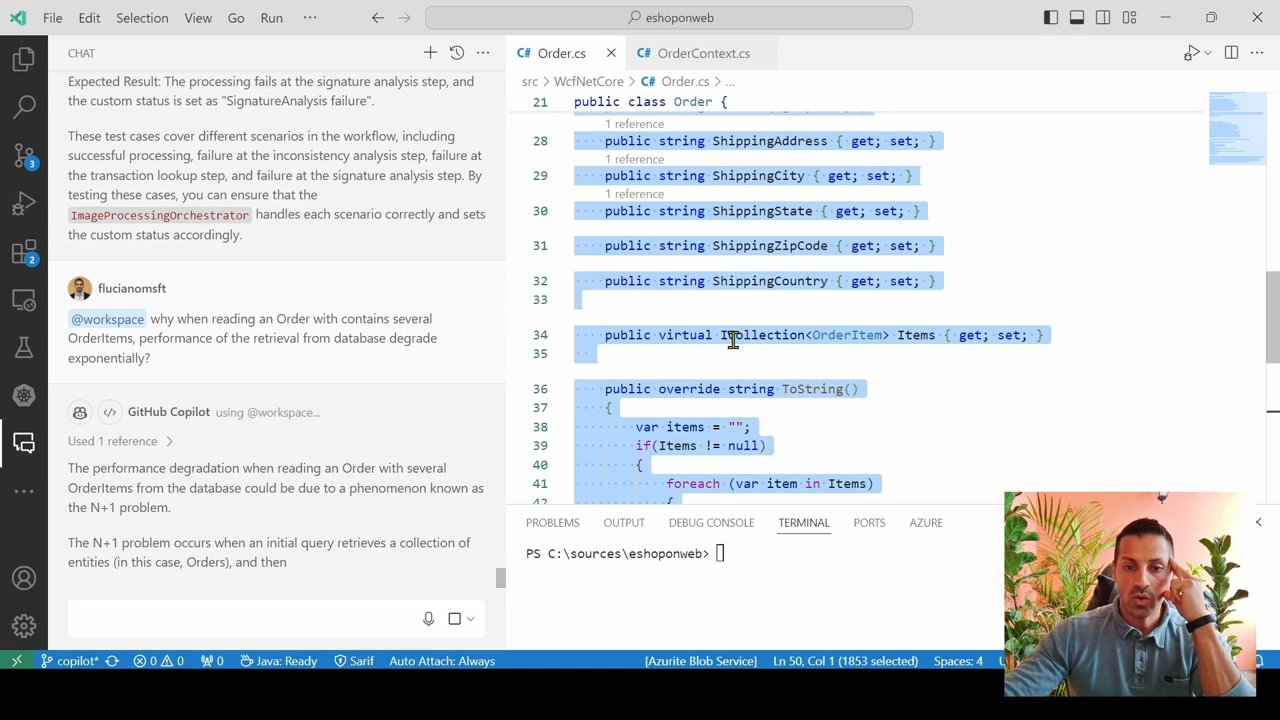 File Edit Selection View Go Run ···
eshoponweb
CHAT
Expected Result: The processing fails at the signature analysis step, and
the custom status is set as "SignatureAnalysis failure".
These test cases cover different scenarios in the workflow, including
successful processing, failure at the inconsistency analysis step, failure at
the transaction lookup step, and failure at the signature analysis step. By
testing these cases, you can ensure that the
ImageProcessingOrchestrator handles each scenario correctly and sets
the custom status accordingly.
flucianomsft
@workspace why when reading an Order with contains several
OrderItems, performance of the retrieval from database degrade
exponentially?
GitHub Copilot using @workspace...
Used 1 reference
The performance degradation when reading an Order with several
OrderItems from the database could be due to a phenomenon known as
the N+1 problem.
The N+1 problem occurs when an initial query retrieves a collection of
entities (in this case, Orders), and then
3
2
C# Order.cs C# OrderContext.cs
src > WcfNetCore > C# Order.cs > ...
21 public class Order {
1 reference
28 public string ShippingAddress { get; set; }
1 reference
29 public string ShippingCity { get; set; }
1 reference
30 public string ShippingState { get; set; }
31 public string ShippingZipCode { get; set; }
32 public string ShippingCountry { get; set; }
33
34 public virtual ICollection<OrderItem> Items { get; set; }
35
36 public override string ToString()
37 {
38 var items = "";
39 if(Items != null)
40 {
41 foreach (var item in Items)
42 {
PROBLEMS OUTPUT DEBUG CONSOLE TERMINAL PORTS AZURE
PS C:\sources\eshoponweb>
copilot* 0 0 0 Java: Ready Sarif Auto Attach: Always [Azurite Blob Service] Ln 50, Col 1 (1853 selected) Spaces: 4